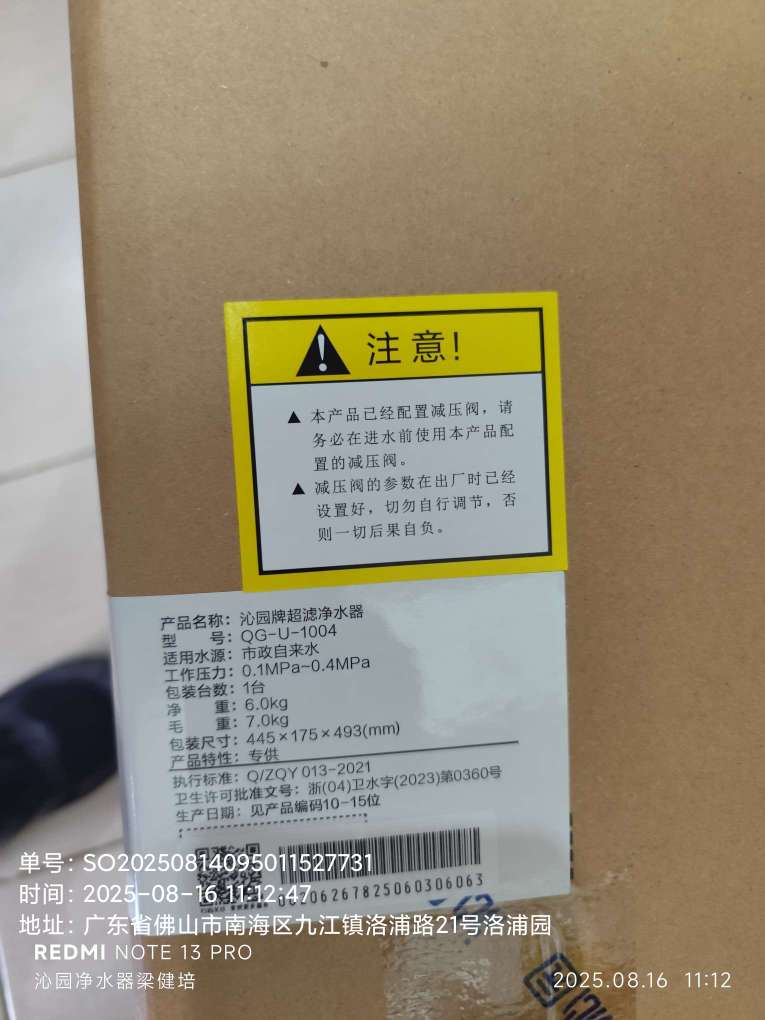 注意!
▲ 本产品已经配置减压阀，请
务必在进水前使用本产品配
置的减压阀。
▲ 减压阀的参数在出厂时已经
设置好，切勿自行调节，否
则一切后果自负。
产品名称：沁园牌超滤净水器
型 号：QG-U-1004
适用水源：市政自来水
工作压力：0.1MPa~0.4MPa
包装台数：1台
净 重：6.0kg
毛 重：7.0kg
包装尺寸：445×175×493(mm)
产品特性：专供
执行标准：Q/ZQY 013-2021
卫生许可批准文号：浙(04)卫水字(2023)第0360号
生产日期：见产品编码10-15位
单号：SO20250814095011527731
时间：2025-08-16 11:12:47
地址：广东省佛山市南海区九江镇洛浦路21号洛浦园
REDMI NOTE 13 PRO
沁园净水器梁健培
2025.08.16 11:12